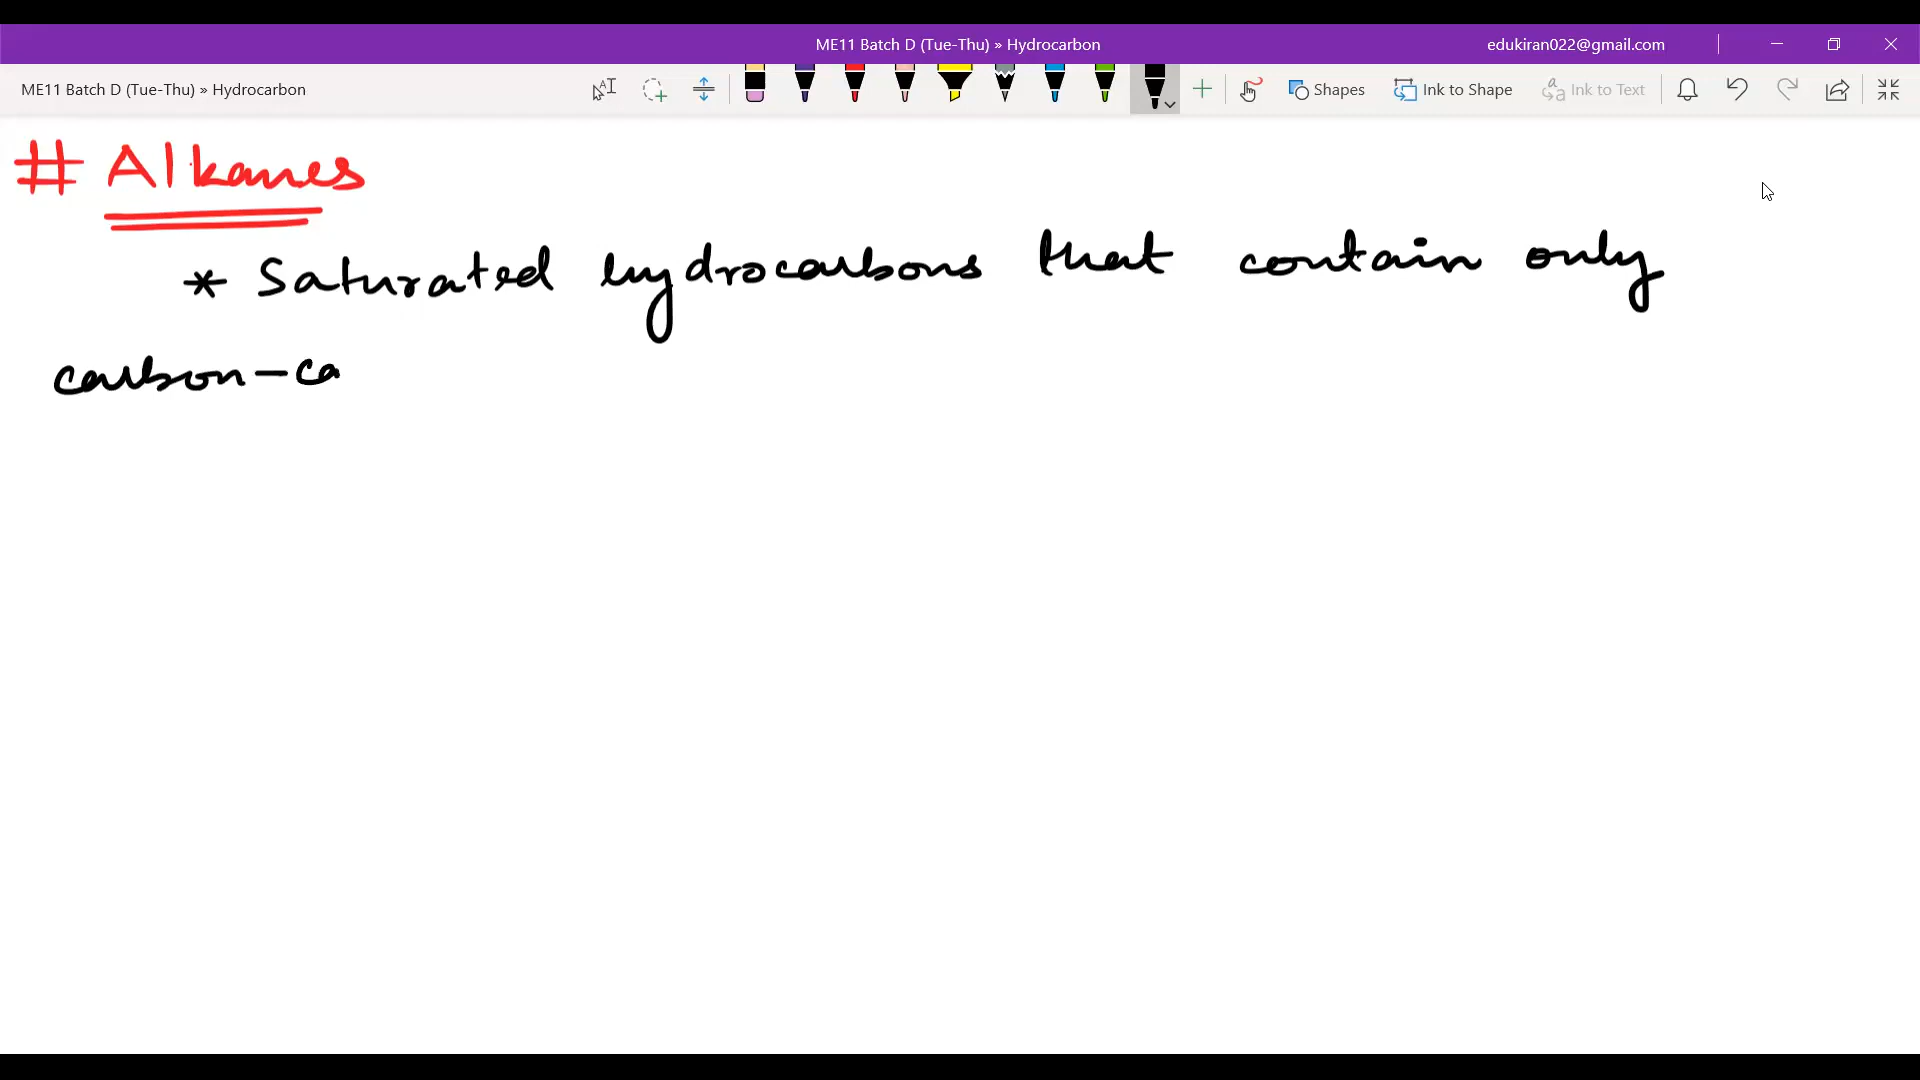 ME11 Batch D (Tue-Thu) » Hydrocarbon edukiran022@gmail.com
ME11 Batch D (Tue-Thu) » Hydrocarbon Shapes Ink to Shape Ink to Text
# Alkanes
* Saturated hydrocarbons that contain only
carbon-ca